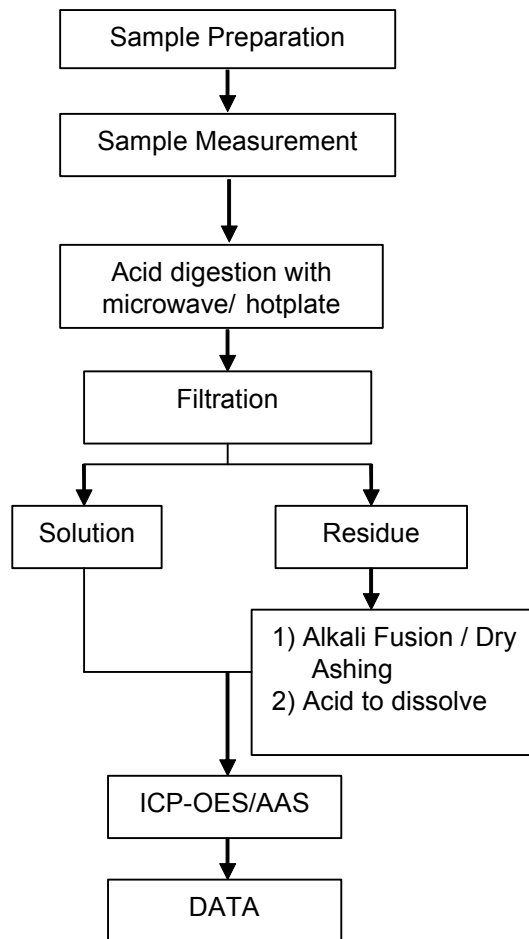 Sample Preparation
Sample Measurement
Acid digestion with
microwave/ hotplate
Filtration
Solution
Residue
1) Alkali Fusion / Dry
Ashing
2) Acid to dissolve
ICP-OES/AAS
DATA